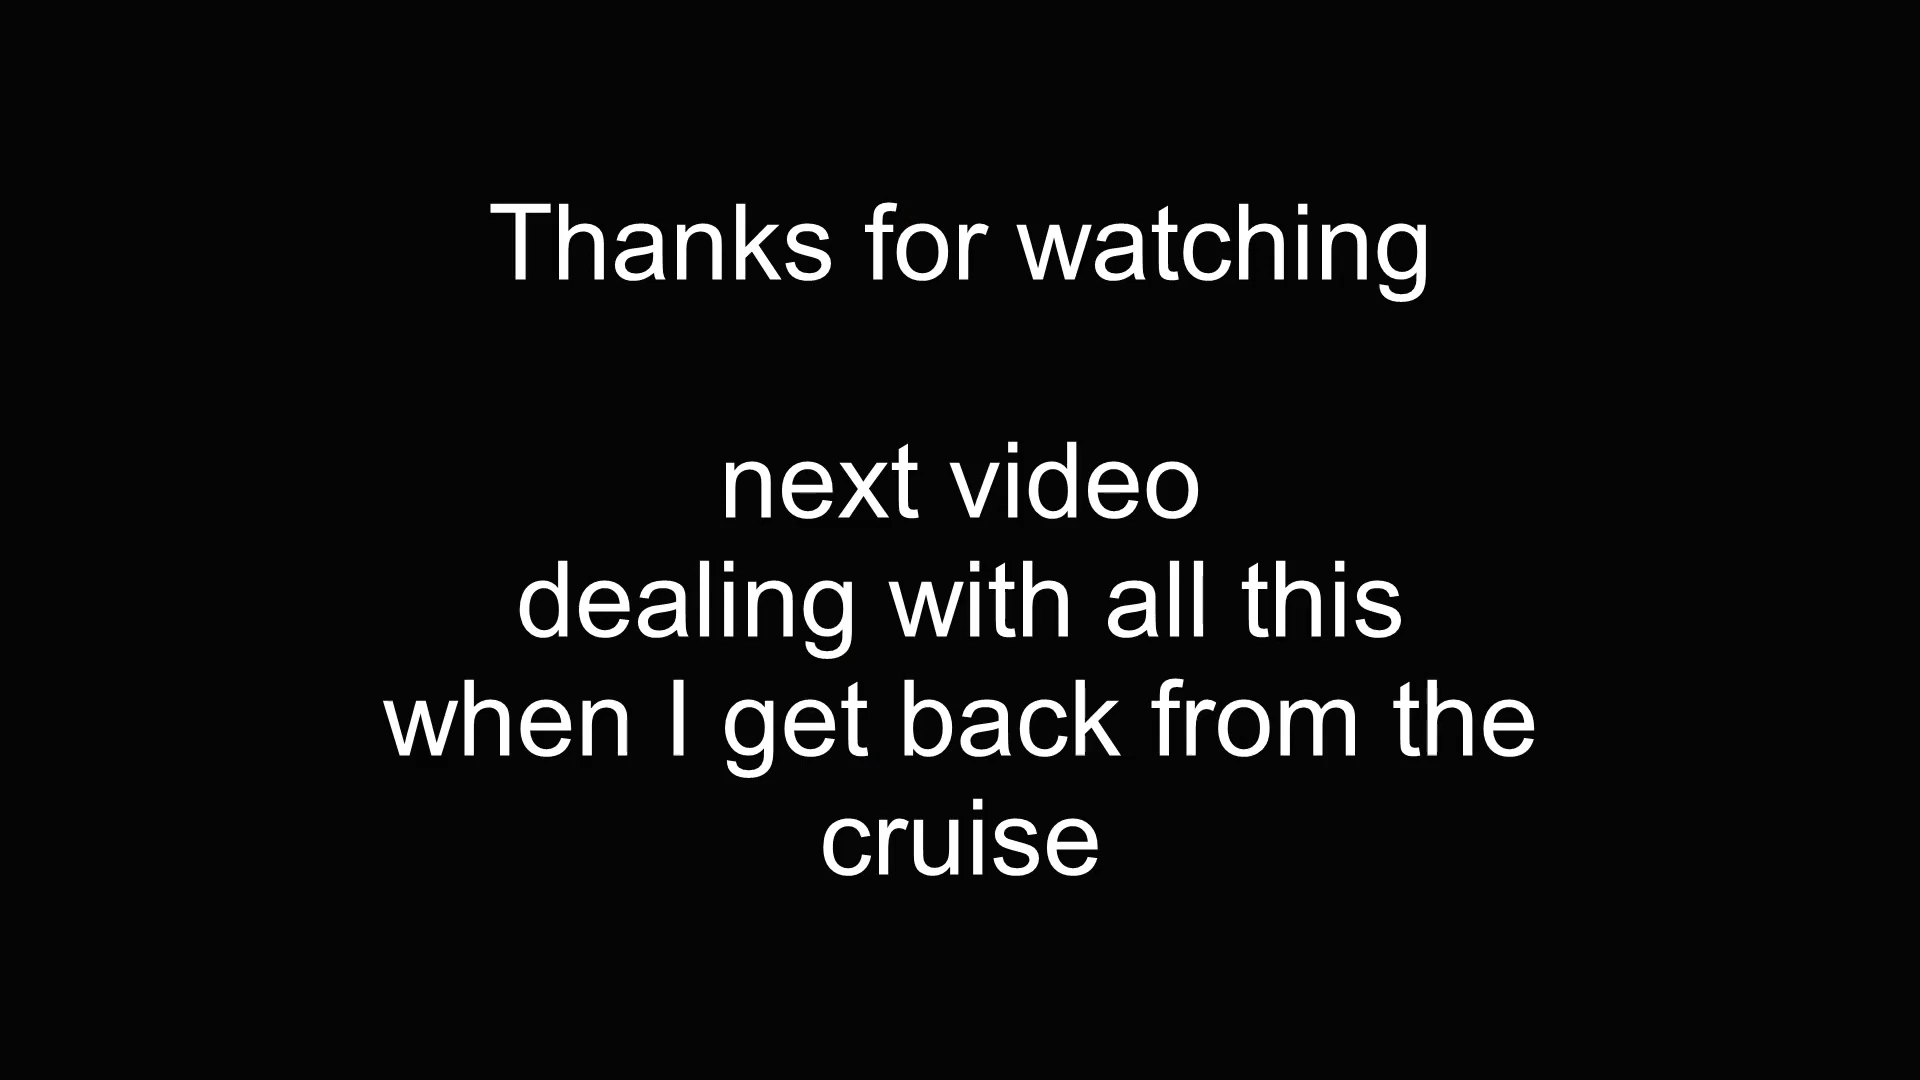 Thanks for watching
next video
dealing with all this
when I get back from the
cruise